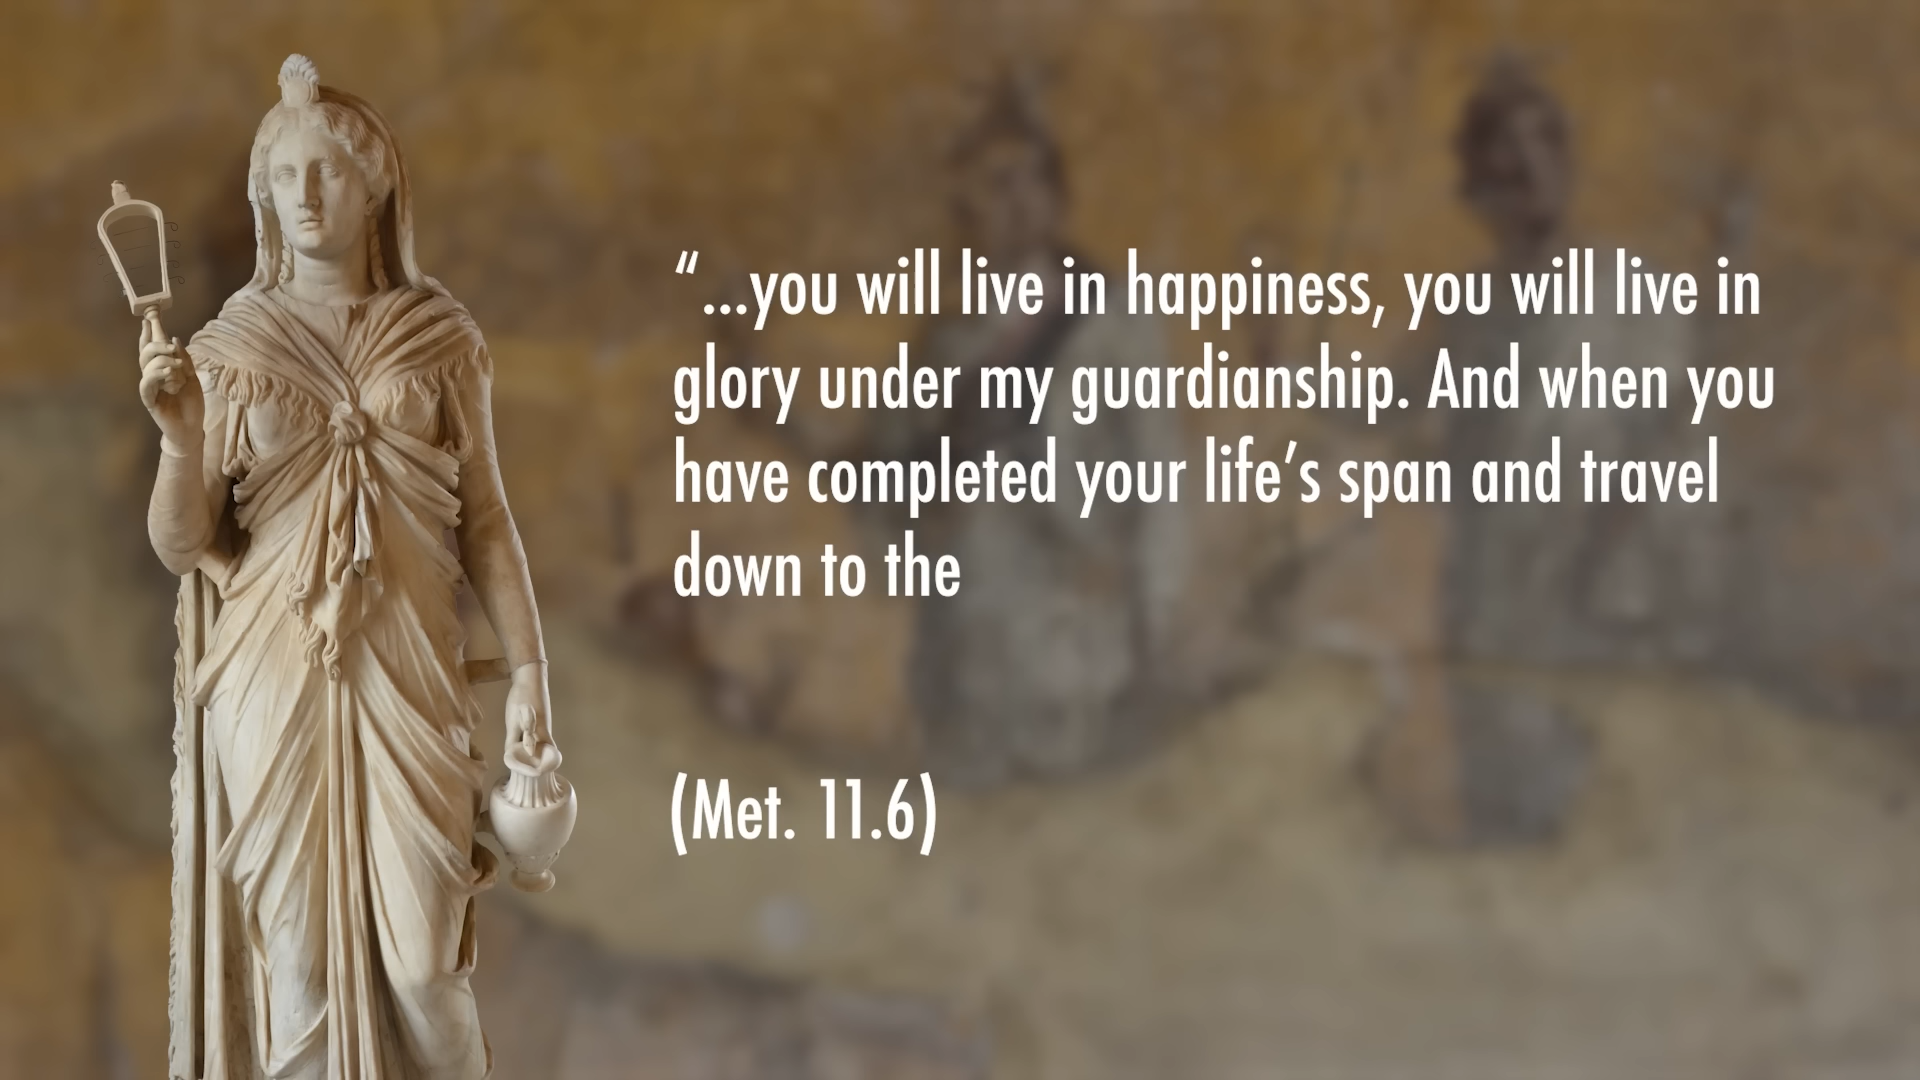 “...you will live in happiness, you will live in
glory under my guardianship. And when you
have completed your life’s span and travel
down to the
(Met. 11.6)